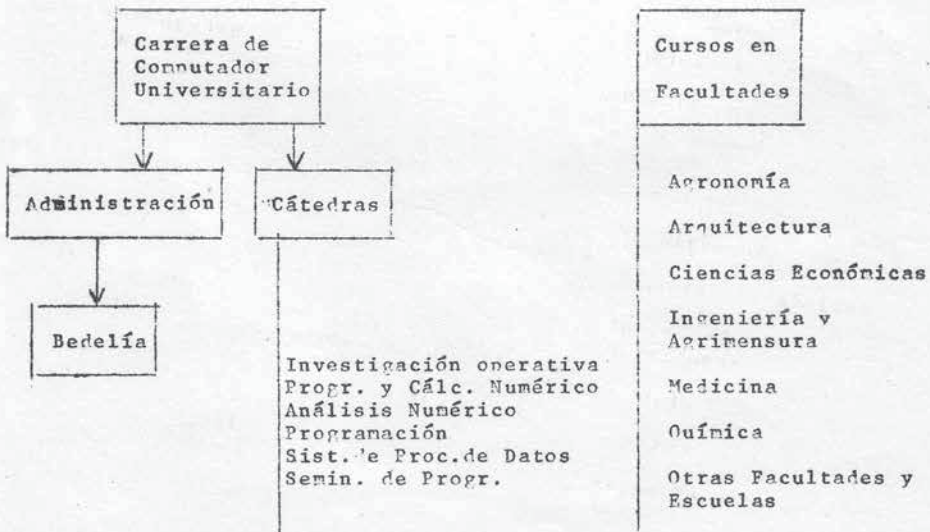 Carrera de
Computador
Universitario
Administración
Cátedras
Bedelía
Investigación operativa
Progr. y Cálc. Numérico
Análisis Numérico
Programación
Sist. de Proc.de Datos
Semin. de Progr.
Cursos en
Facultades
Agronomía
Arquitectura
Ciencias Económicas
Ingeniería y
Agrimensura
Medicina
Química
Otras Facultades y
Escuelas